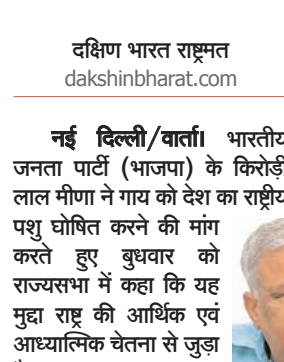 दक्षिण भारत राष्ट्रमत
dakshinbharat.com
नई दिल्ली/वार्ता। भारतीय
जनता पार्टी (भाजपा) के किरोड़ी
लाल मीणा ने गाय को देश का राष्ट्रीय
पशु घोषित करने की मांग
करते हुए बुधवार को
राज्यसभा में कहा कि यह
मुद्दा राष्ट्र की आर्थिक एवं
आध्यात्मिक चेतना से जुड़ा